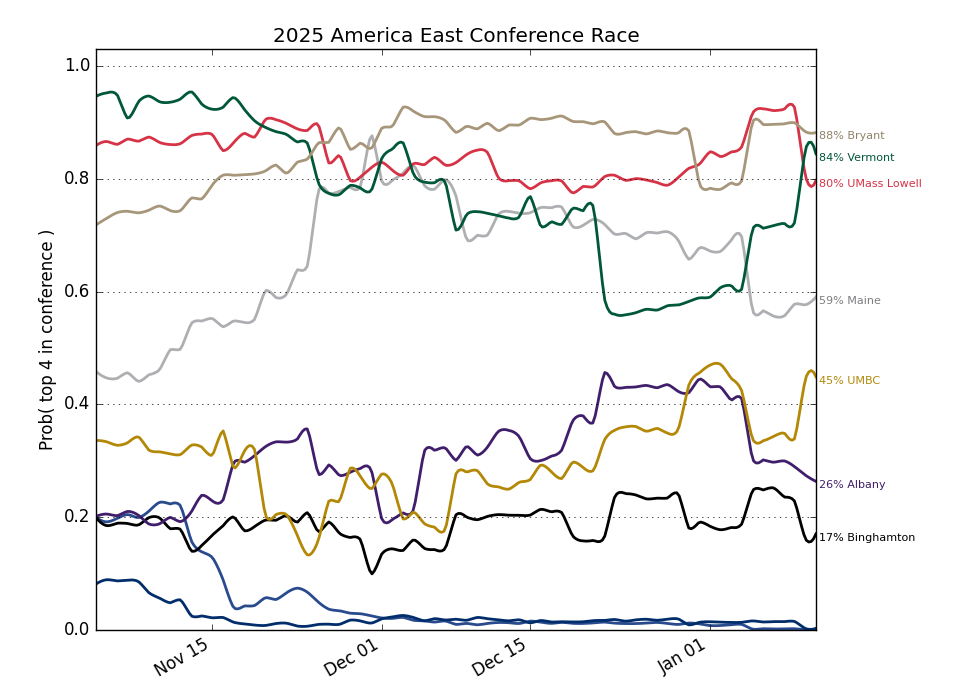 2025 America East Conference Race
Prob( top 4 in conference )
1.0
0.8
0.6
0.4
0.2
0.0
Nov 15
Dec 01
Dec 15
Jan 01
88% Bryant
84% Vermont
80% UMass Lowell
59% Maine
45% UMBC
26% Albany
17% Binghamton